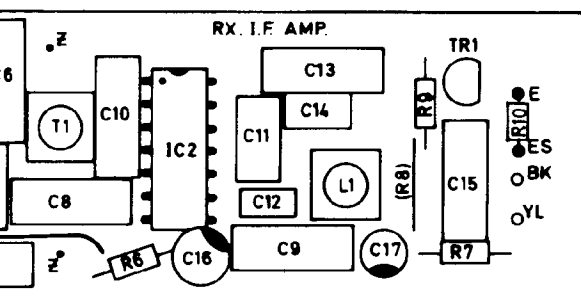 RX. I.F. AMP.
Z
TR1
6
C13
C10
C14
R9
E
T1
C11
R10
IC2
ES
L1
(R8)
C15
BK
C8
C12
YL
Z
R6
C16
C9
C17
R7